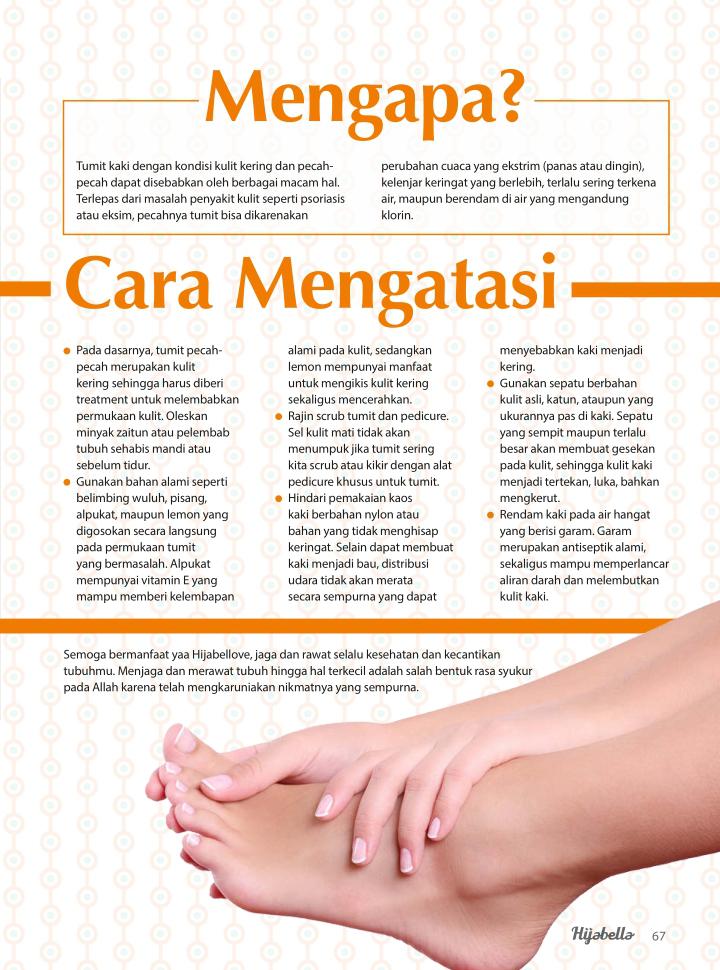 Mengapa?
Tumit kaki dengan kondisi kulit kering dan pecah-
pecah dapat disebabkan oleh berbagai macam hal.
Terlepas dari masalah penyakit kulit seperti psoriasis
atau eksim, pecahnya tumit bisa dikarenakan
perubahan cuaca yang ekstrim (panas atau dingin),
kelenjar keringat yang berlebih, terlalu sering terkena
air, maupun berendam di air yang mengandung
klorin.
Cara Mengatasi
Pada dasarnya, tumit pecah-
pecah merupakan kulit
kering sehingga harus diberi
treatment untuk melembabkan
permukaan kulit. Oleskan
minyak zaitun atau pelembab
tubuh sehabis mandi atau
sebelum tidur.
Gunakan bahan alami seperti
belimbing wuluh, pisang,
alpukat, maupun lemon yang
digosokan secara langsung
pada permukaan tumit
yang bermasalah. Alpukat
mempunyai vitamin E yang
mampu memberi kelembapan
alami pada kulit, sedangkan
lemon mempunyai manfaat
untuk mengikis kulit kering
sekaligus mencerahkan.
Rajin scrub tumit dan pedicure.
Sel kulit mati tidak akan
menumpuk jika tumit sering
kita scrub atau kikir dengan alat
pedicure khusus untuk tumit.
Hindari pemakaian kaos
kaki berbahan nylon atau
bahan yang tidak menghisap
keringat. Selain dapat membuat
kaki menjadi bau, distribusi
udara tidak akan merata
secara sempurna yang dapat
menyebabkan kaki menjadi
kering.
Gunakan sepatu berbahan
kulit asli, katun, ataupun yang
ukurannya pas di kaki. Sepatu
yang sempit maupun terlalu
besar akan membuat gesekan
pada kulit, sehingga kulit kaki
menjadi tertekan, luka, bahkan
mengkerut.
Rendam kaki pada air hangat
yang berisi garam. Garam
merupakan antiseptik alami,
sekaligus mampu memperlancar
aliran darah dan melembutkan
kulit kaki.
Semoga bermanfaat yaa Hijabellove, jaga dan rawat selalu kesehatan dan kecantikan
tubuhmu. Menjaga dan merawat tubuh hingga hal terkecil adalah salah bentuk rasa syukur
pada Allah karena telah mengkaruniakan nikmatnya yang sempurna.
Hijabella 67